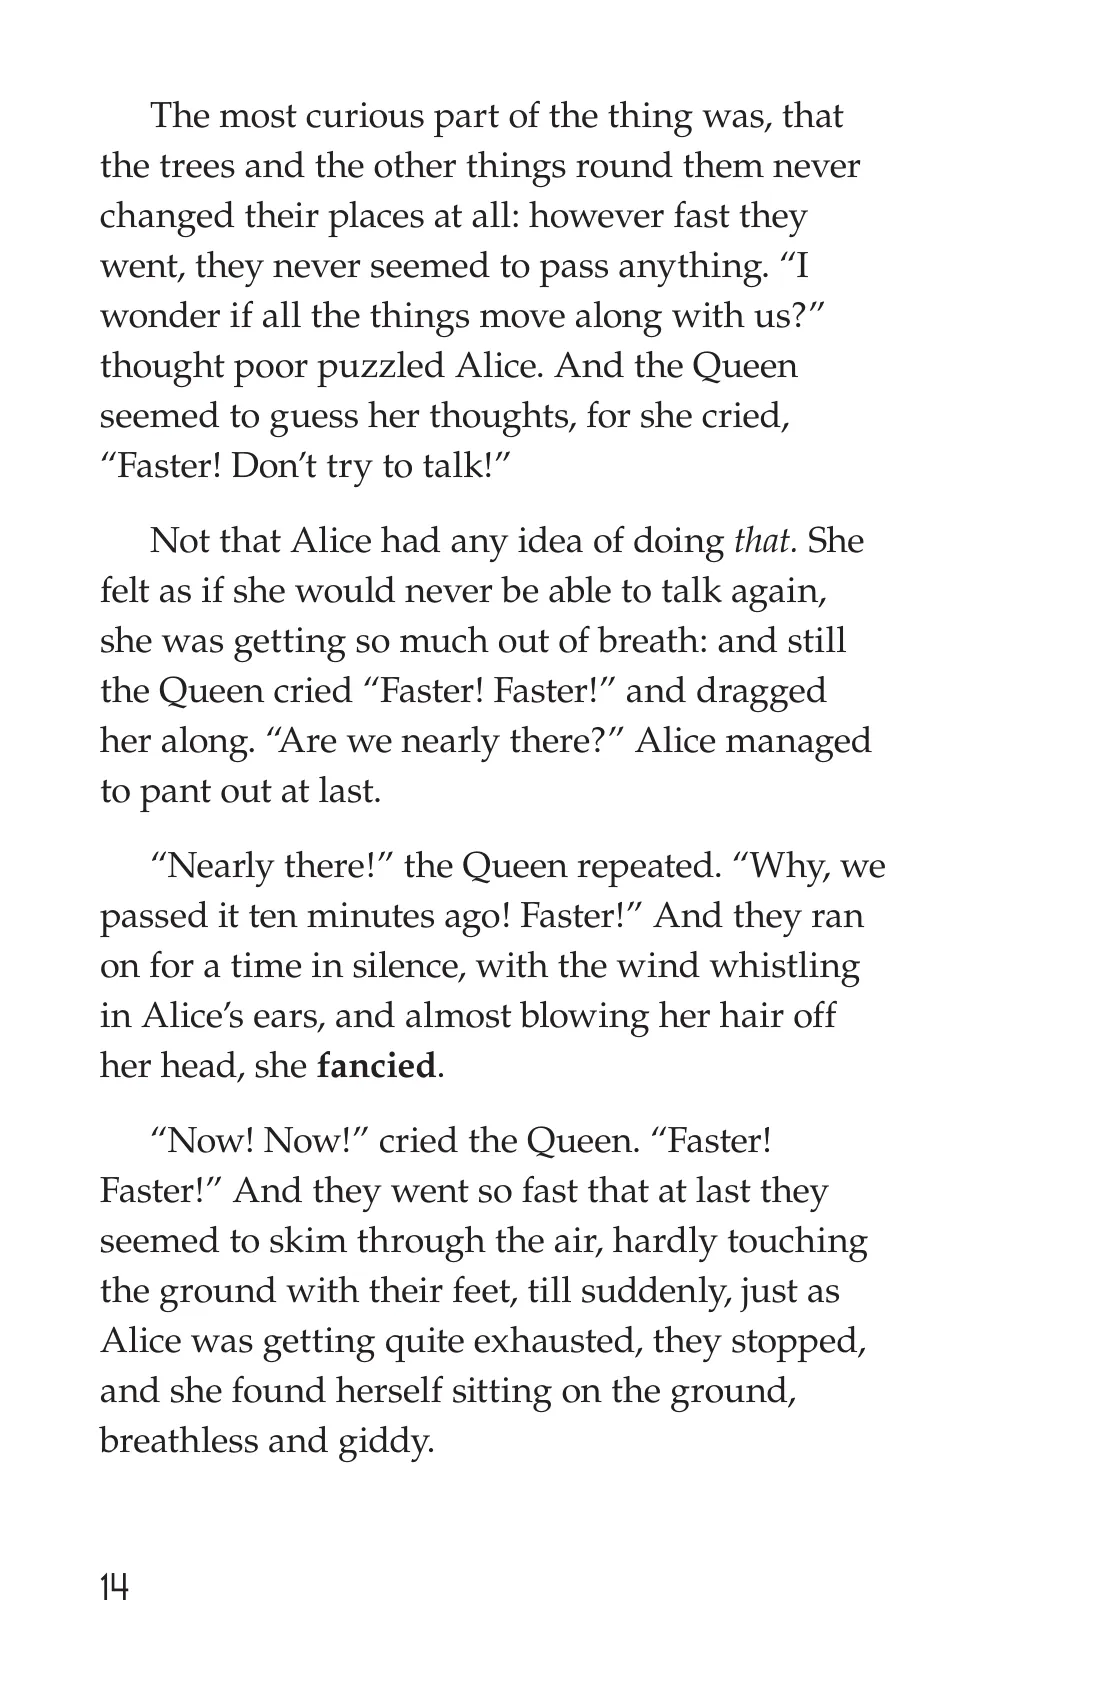 The most curious part of the thing was, that
the trees and the other things round them never
changed their places at all: however fast they
went, they never seemed to pass anything. “I
wonder if all the things move along with us?”
thought poor puzzled Alice. And the Queen
seemed to guess her thoughts, for she cried,
“Faster! Don’t try to talk!”
Not that Alice had any idea of doing that. She
felt as if she would never be able to talk again,
she was getting so much out of breath: and still
the Queen cried “Faster! Faster!” and dragged
her along. “Are we nearly there?” Alice managed
to pant out at last.
“Nearly there!” the Queen repeated. “Why, we
passed it ten minutes ago! Faster!” And they ran
on for a time in silence, with the wind whistling
in Alice’s ears, and almost blowing her hair off
her head, she fancied.
“Now! Now!” cried the Queen. “Faster!
Faster!” And they went so fast that at last they
seemed to skim through the air, hardly touching
the ground with their feet, till suddenly, just as
Alice was getting quite exhausted, they stopped,
and she found herself sitting on the ground,
breathless and giddy.
14